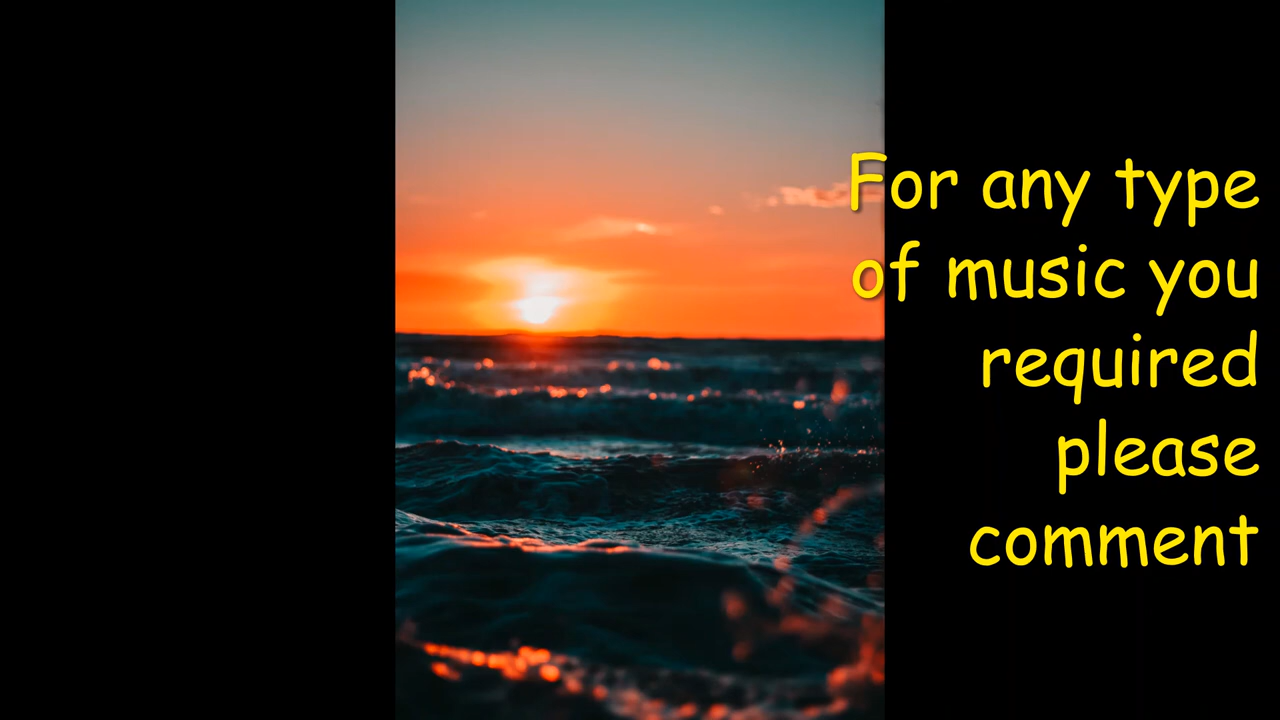 For any type
of music you
required
please
comment